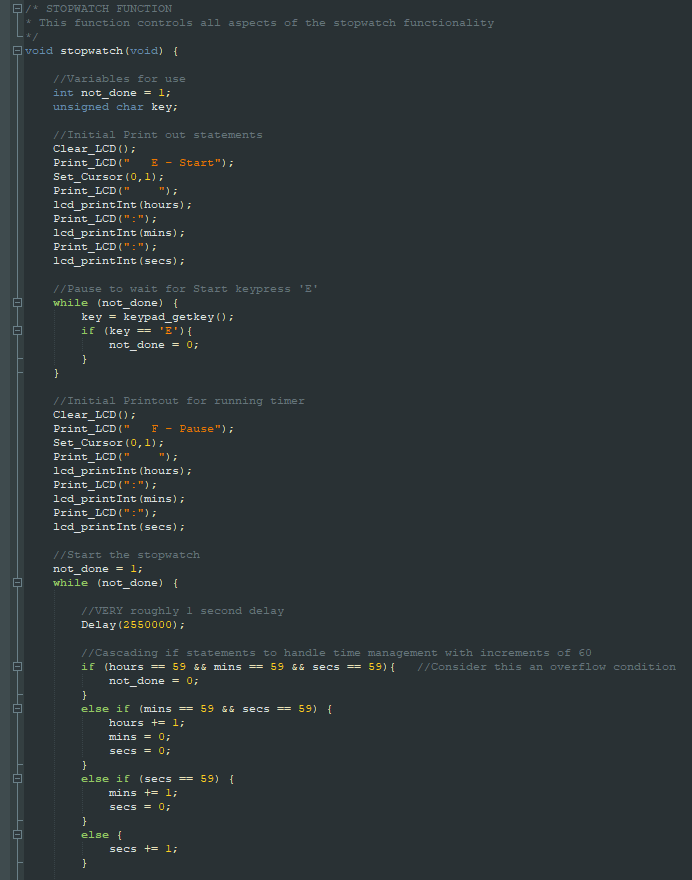 /* STOPWATCH FUNCTION
* This function controls all aspects of the stopwatch functionality
*/
void stopwatch(void) {
//Variables for use
int not_done = 1;
unsigned char key;
//Initial Print out statements
Clear_LCD();
Print_LCD("   E - Start");
Set_Cursor(0,1);
Print_LCD("    ");
lcd_printInt(hours);
Print_LCD(":");
lcd_printInt(mins);
Print_LCD(":");
lcd_printInt(secs);
//Pause to wait for Start keypress 'E'
while (not_done) {
key = keypad_getkey();
if (key == 'E'){
not_done = 0;
}
}
//Initial Printout for running timer
Clear_LCD();
Print_LCD("   F - Pause");
Set_Cursor(0,1);
Print_LCD("    ");
lcd_printInt(hours);
Print_LCD(":");
lcd_printInt(mins);
Print_LCD(":");
lcd_printInt(secs);
//Start the stopwatch
not_done = 1;
while (not_done) {
//VERY roughly 1 second delay
Delay(2550000);
//Cascading if statements to handle time management with increments of 60
if (hours == 59 && mins == 59 && secs == 59){   //Consider this an overflow condition
not_done = 0;
}
else if (mins == 59 && secs == 59) {
hours += 1;
mins = 0;
secs = 0;
}
else if (secs == 59) {
mins += 1;
secs = 0;
}
else {
secs += 1;
}